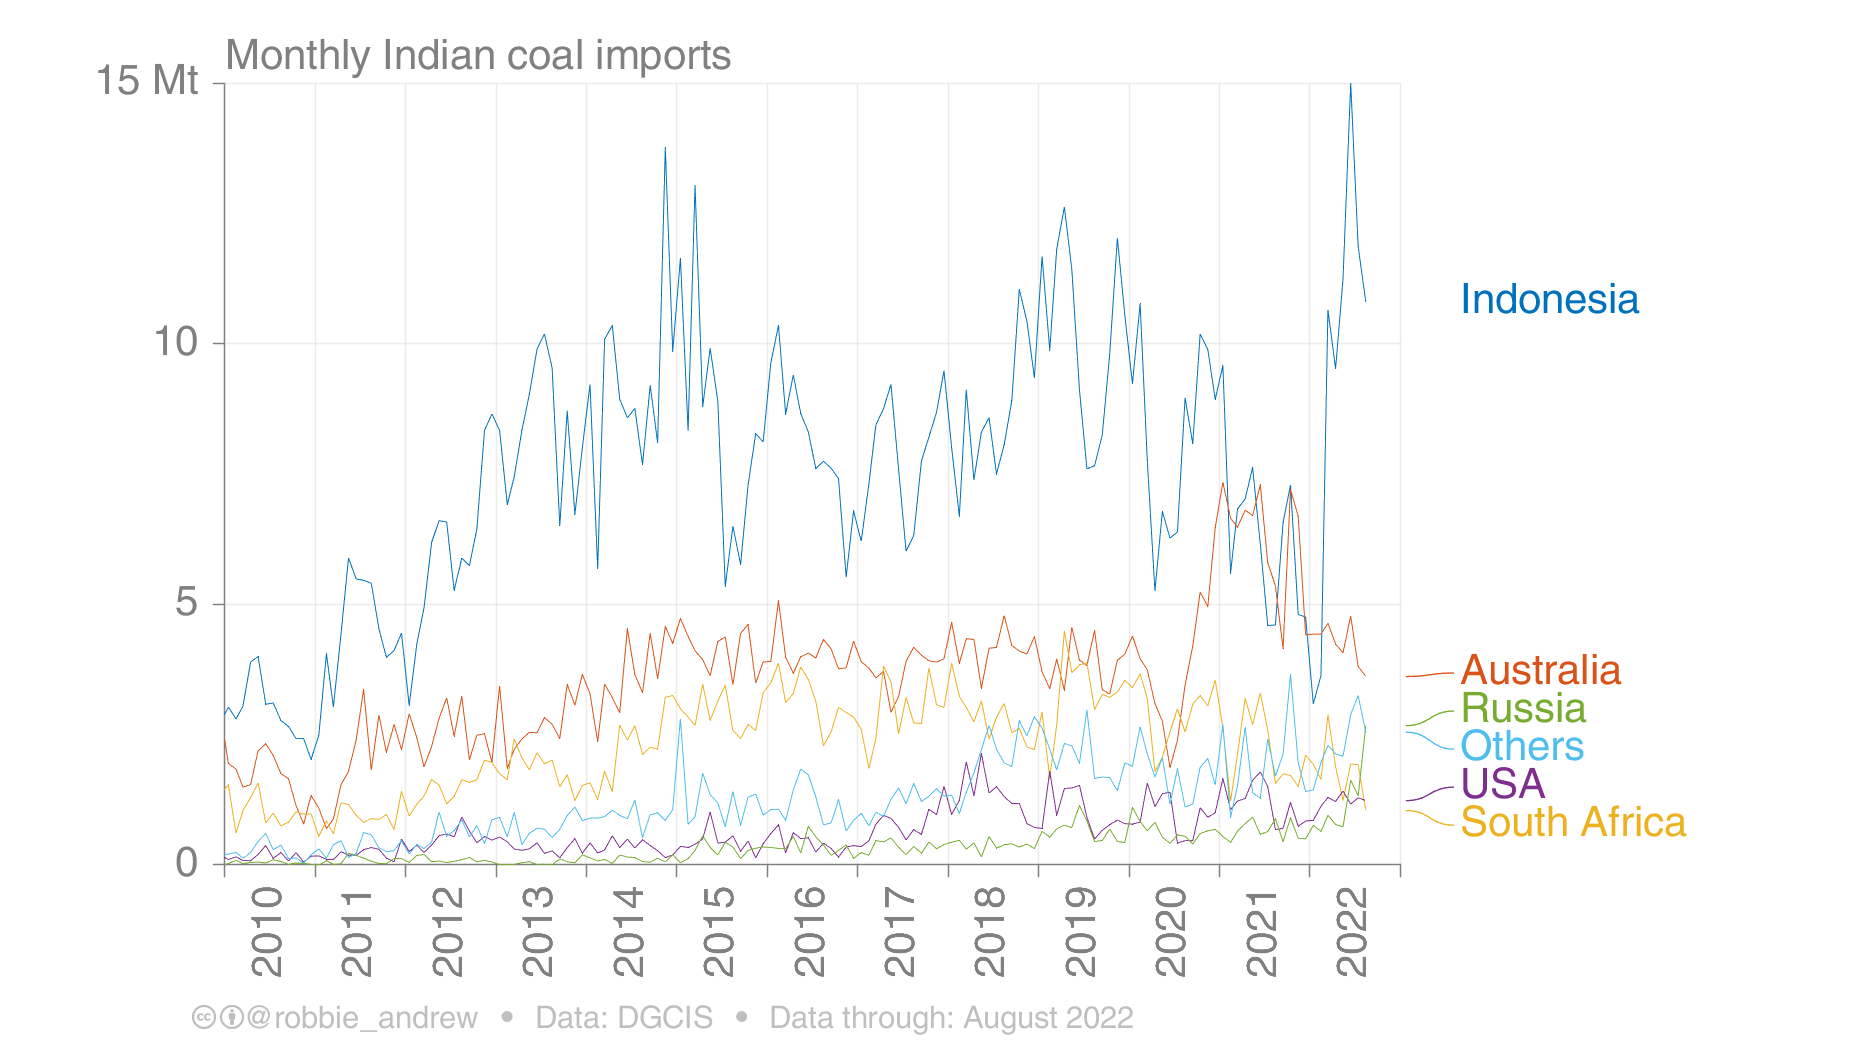 Monthly Indian coal imports
15 Mt
10
5
0
Indonesia
Australia
Russia
Others
USA
South Africa
2010 2011 2012 2013 2014 2015 2016 2017 2018 2019 2020 2021 2022
cc @robbie_andrew • Data: DGCIS • Data through: August 2022